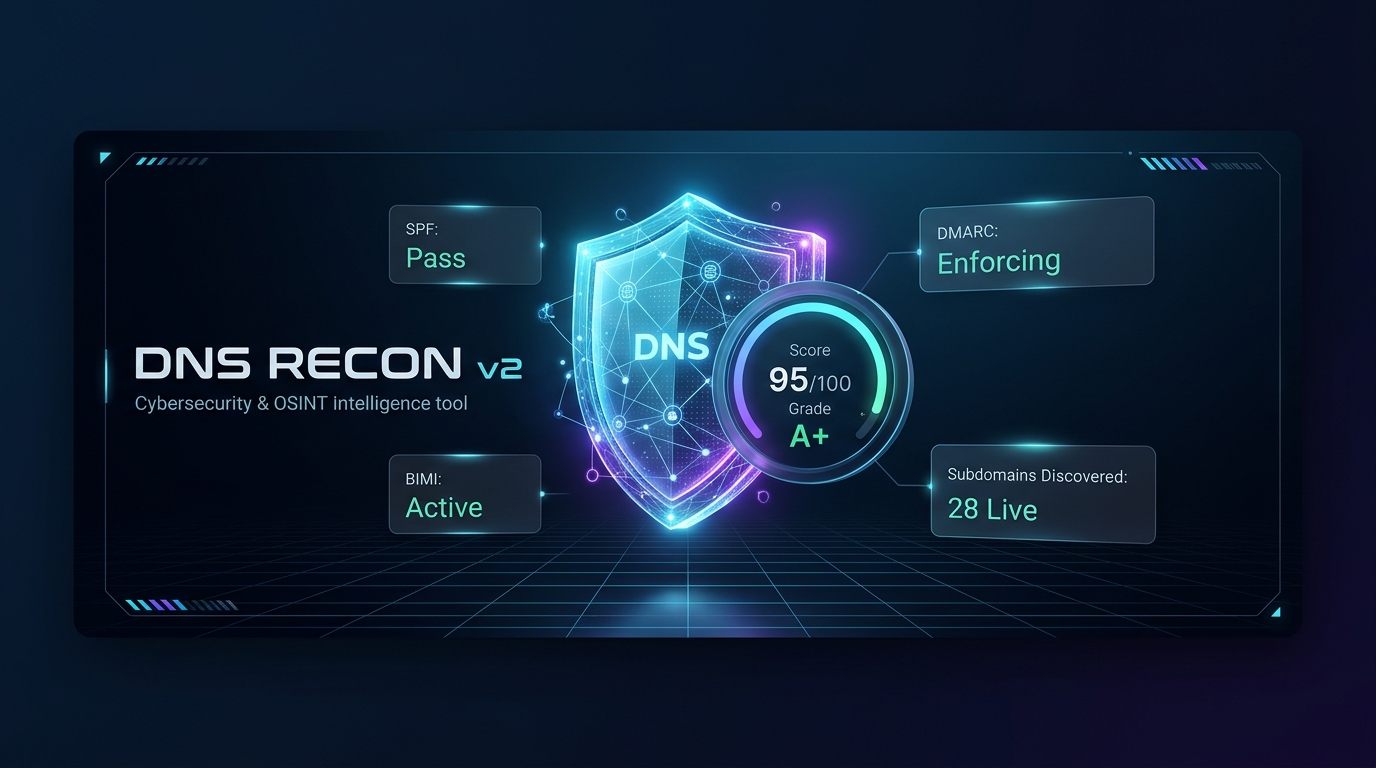 SPF:
Pass
DMARC:
Enforcing
DNS
DNS RECON v2
Cybersecurity & OSINT intelligence tool
Score
95/100
Grade
A+
BIMI:
Active
Subdomains Discovered:
28 Live